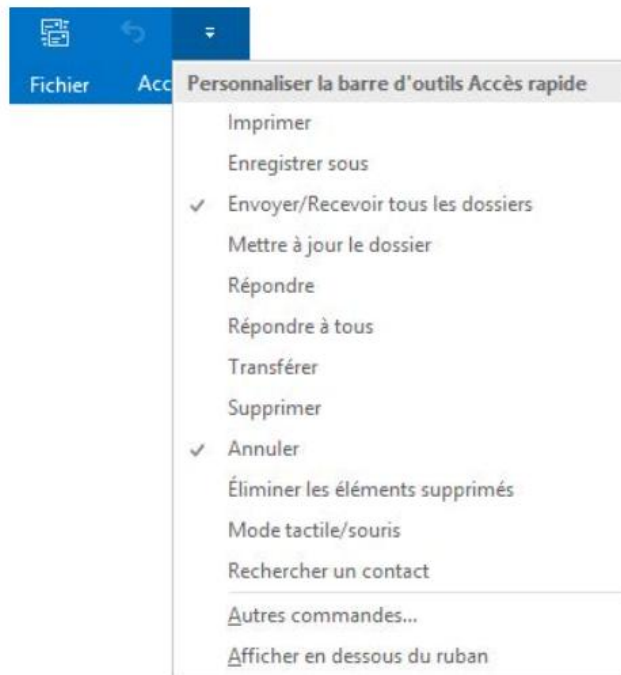 Fichier Acc
Personnaliser la barre d'outils Accès rapide
Imprimer
Enregistrer sous
Envoyer/Recevoir tous les dossiers
Mettre à jour le dossier
Répondre
Répondre à tous
Transférer
Supprimer
Annuler
Éliminer les éléments supprimés
Mode tactile/souris
Rechercher un contact
Autres commandes...
Afficher en dessous du ruban